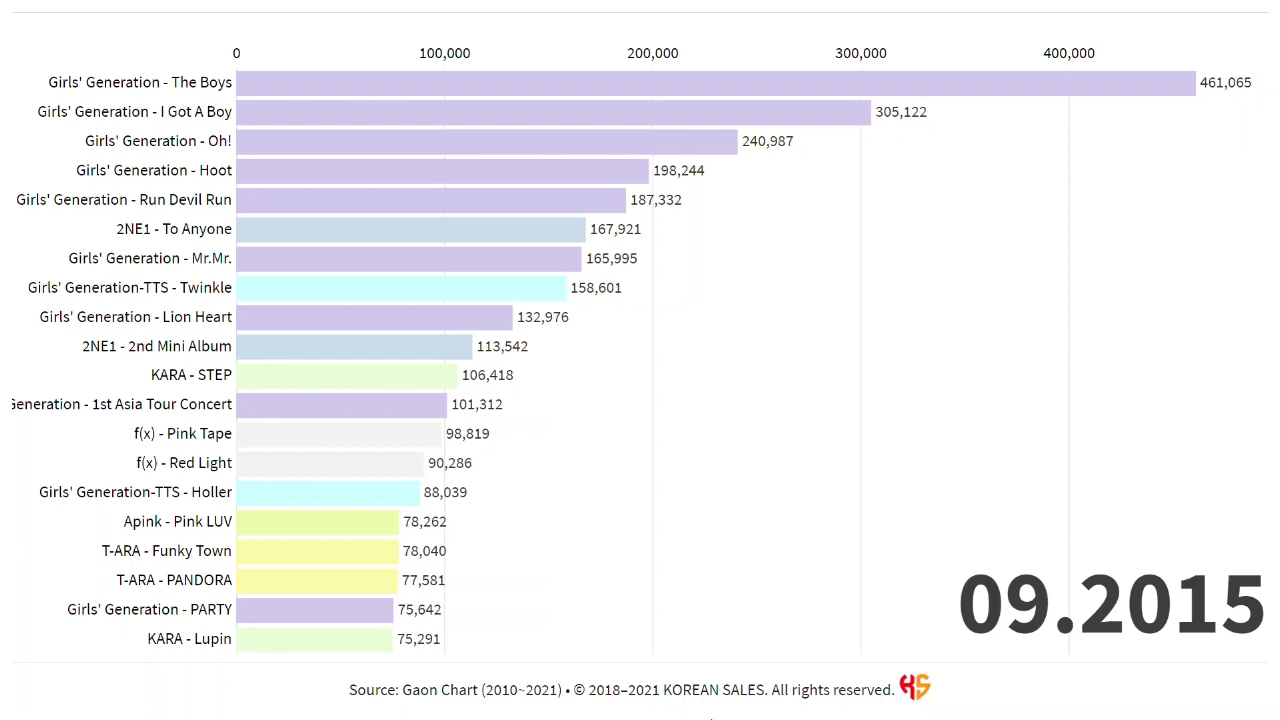 0 100,000 200,000 300,000 400,000
Girls' Generation - The Boys 461,065
Girls' Generation - I Got A Boy 305,122
Girls' Generation - Oh! 240,987
Girls' Generation - Hoot 198,244
Girls' Generation - Run Devil Run 187,332
2NE1 - To Anyone 167,921
Girls' Generation - Mr.Mr. 165,995
Girls' Generation-TTS - Twinkle 158,601
Girls' Generation - Lion Heart 132,976
2NE1 - 2nd Mini Album 113,542
KARA - STEP 106,418
Generation - 1st Asia Tour Concert 101,312
f(x) - Pink Tape 98,819
f(x) - Red Light 90,286
Girls' Generation-TTS - Holler 88,039
Apink - Pink LUV 78,262
T-ARA - Funky Town 78,040
T-ARA - PANDORA 77,581
Girls' Generation - PARTY 75,642
KARA - Lupin 75,291
09.2015
Source: Gaon Chart (2010~2021) • © 2018–2021 KOREAN SALES. All rights reserved. KS